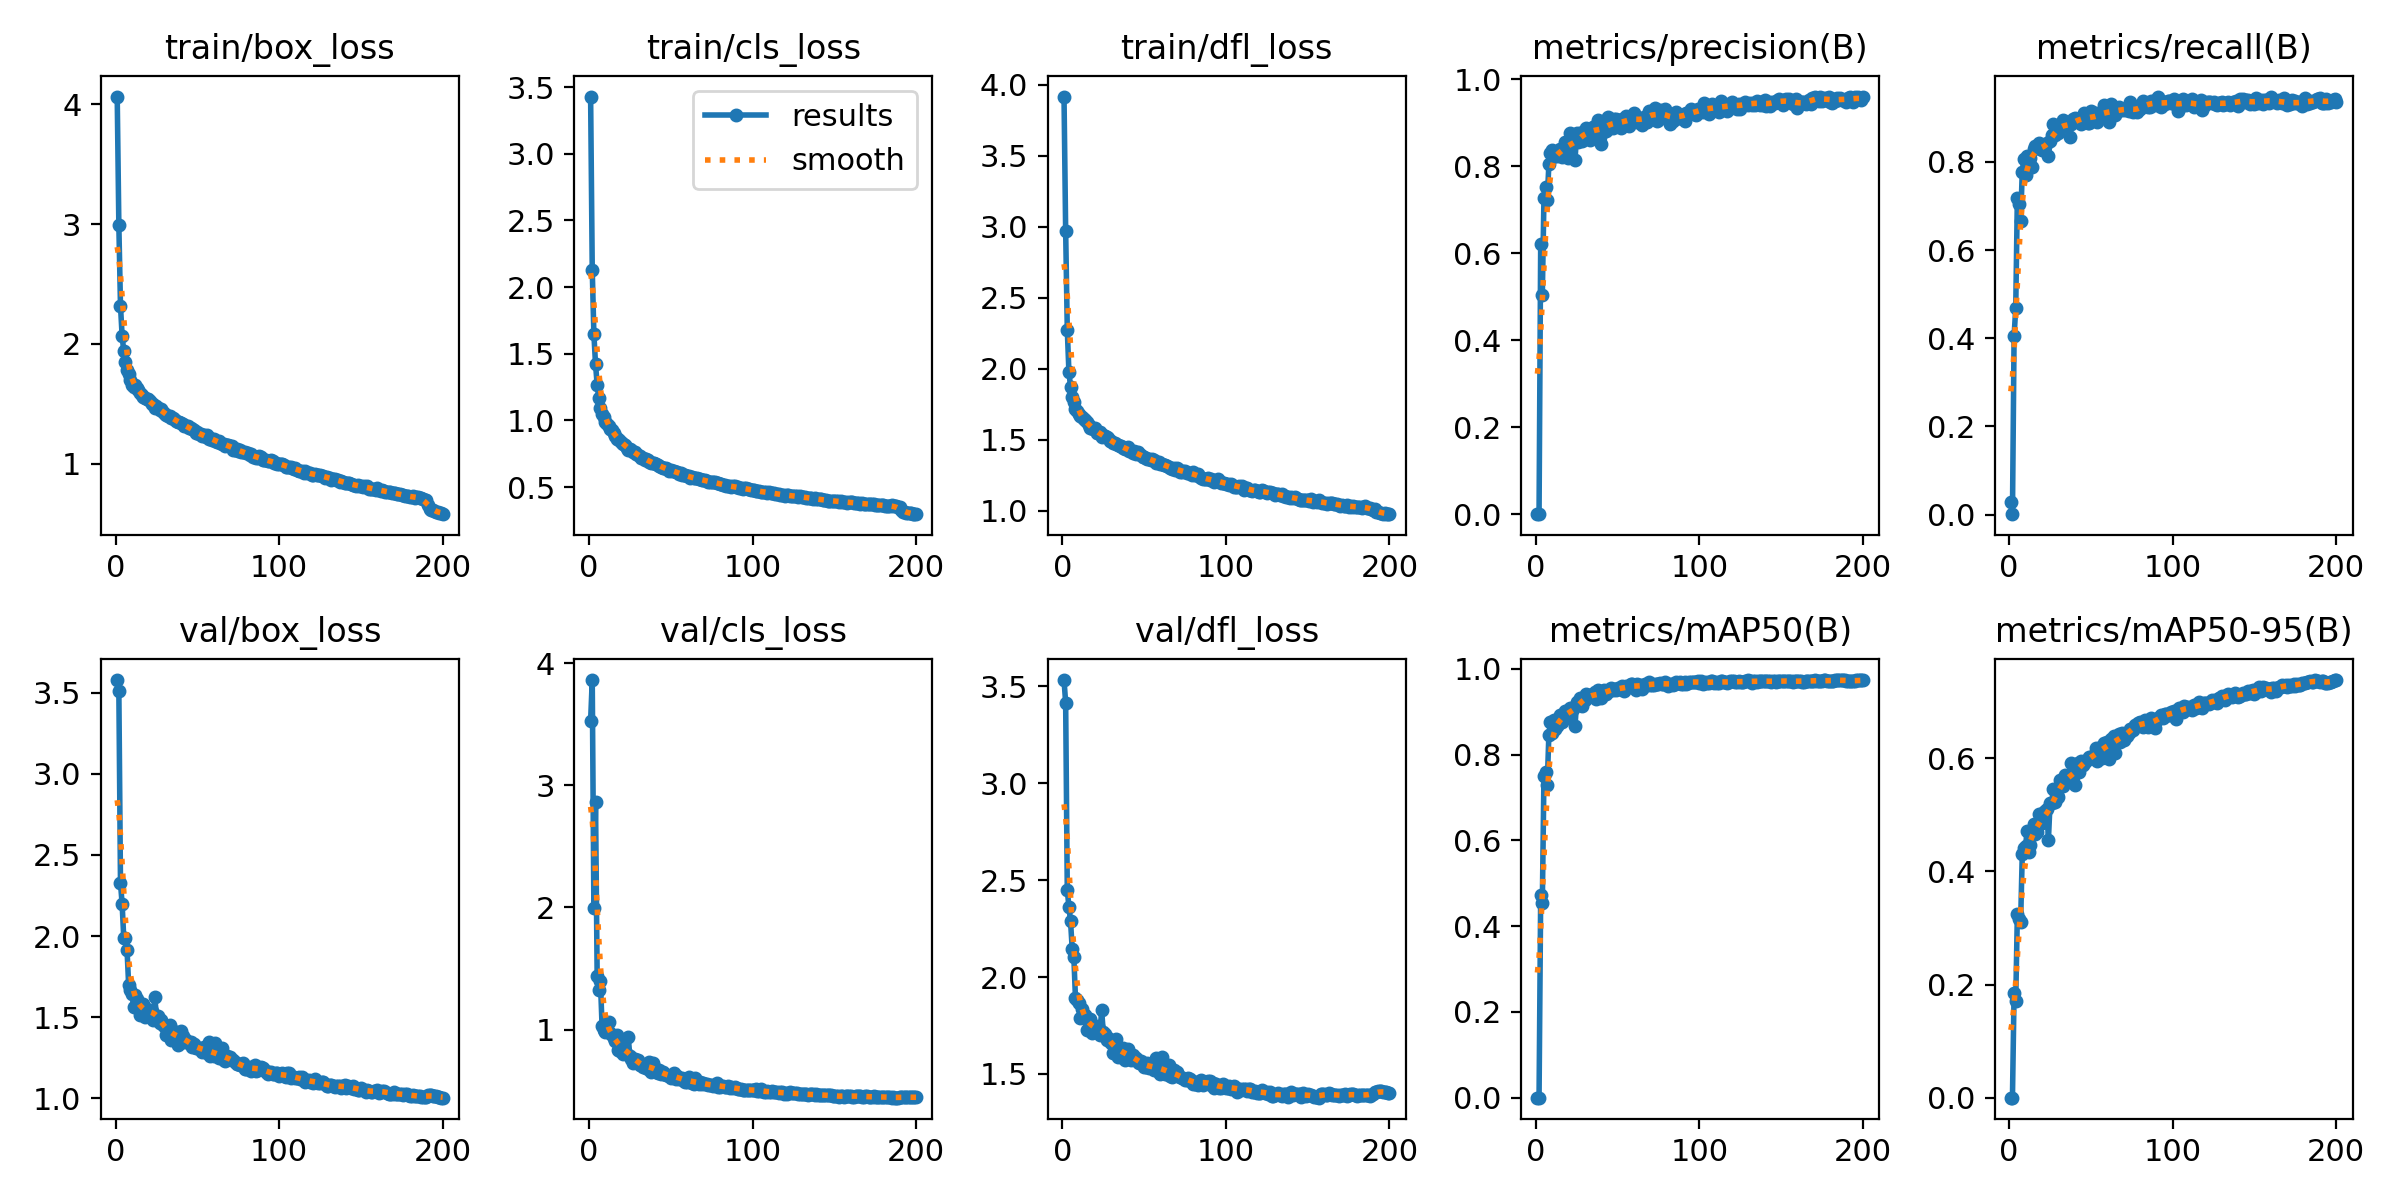 train/box_loss
4
3
2
1
0 100 200
train/cls_loss
results
smooth
3.5
3.0
2.5
2.0
1.5
1.0
0.5
0 100 200
train/dfl_loss
4.0
3.5
3.0
2.5
2.0
1.5
1.0
0 100 200
metrics/precision(B)
1.0
0.8
0.6
0.4
0.2
0.0
0 100 200
metrics/recall(B)
0.8
0.6
0.4
0.2
0.0
0 100 200
val/box_loss
3.5
3.0
2.5
2.0
1.5
1.0
0 100 200
val/cls_loss
4
3
2
1
0 100 200
val/dfl_loss
3.5
3.0
2.5
2.0
1.5
0 100 200
metrics/mAP50(B)
1.0
0.8
0.6
0.4
0.2
0.0
0 100 200
metrics/mAP50-95(B)
0.6
0.4
0.2
0.0
0 100 200